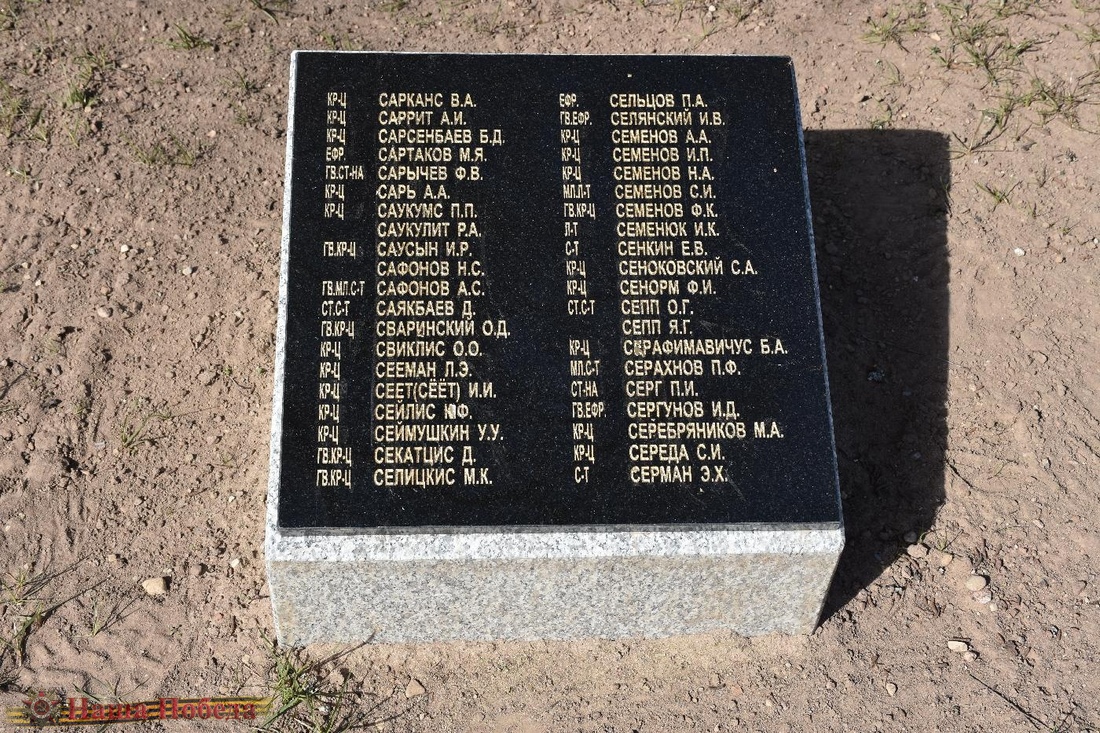 КР-Ц САРКАНС В.А.
КР-Ц САРРИТ А.И.
КР-Ц САРСЕНБАЕВ Б.Д.
ЕФР. САРТАКОВ М.Я.
ГВ.СТ-НА САРЫЧЕВ Ф.В.
КР-Ц САРЬ А.А.
КР-Ц САУКУМС П.П.
САУКУЛИТ Р.А.
ГВ.КР-Ц САУСЫН И.Р.
САФОНОВ Н.С.
ГВ.МЛ.С-Т САФОНОВ А.С.
СТ.С-Т САЯКБАЕВ Д.
ГВ.КР-Ц СВАРИНСКИЙ О.Д.
КР-Ц СВИКЛИС О.О.
КР-Ц СЕЕМАН Л.Э.
КР-Ц СЕЕТ(СЁЁТ) И.И.
КР-Ц СЕЙЛИС К.Ф.
КР-Ц СЕЙМУШКИН У.У.
ГВ.КР-Ц СЕКАТЦИС Д.
ГВ.КР-Ц СЕЛИЦКИС М.К.
ЕФР. СЕЛЬЦОВ П.А.
ГВ.ЕФР. СЕЛЯНСКИЙ И.В.
КР-Ц СЕМЕНОВ А.А.
КР-Ц СЕМЕНОВ И.П.
КР-Ц СЕМЕНОВ Н.А.
МЛ.Л-Т СЕМЕНОВ С.И.
ГВ.КР-Ц СЕМЕНОВ Ф.К.
Л-Т СЕМЕНЮК И.К.
С-Т СЕНКИН Е.В.
КР-Ц СЕНОКОВСКИЙ С.А.
КР-Ц СЕНОРМ Ф.И.
СТ.С-Т СЕПП О.Г.
СЕПП Я.Г.
КР-Ц СЕРАФИМАВИЧУС Б.А.
МЛ.С-Т СЕРАХНОВ П.Ф.
СТ-НА СЕРГ П.И.
ГВ.ЕФР. СЕРГУНОВ И.Д.
КР-Ц СЕРЕБРЯНИКОВ М.А.
КР-Ц СЕРЕДА С.И.
С-Т СЕРМАН Э.Х.
Наша Победа